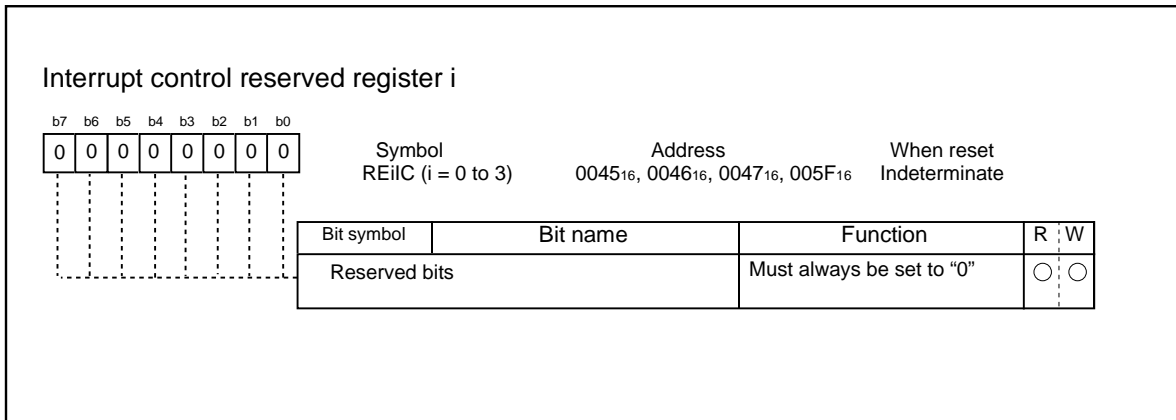 Interrupt control reserved register i
b7 b6 b5 b4 b3 b2 b1 b0
0 0 0 0 0 0 0 0
Symbol Address When reset
REiIC (i = 0 to 3) 004516, 004616, 004716, 005F16 Indeterminate
Bit symbol Bit name Function R W
Reserved bits Must always be set to “0”